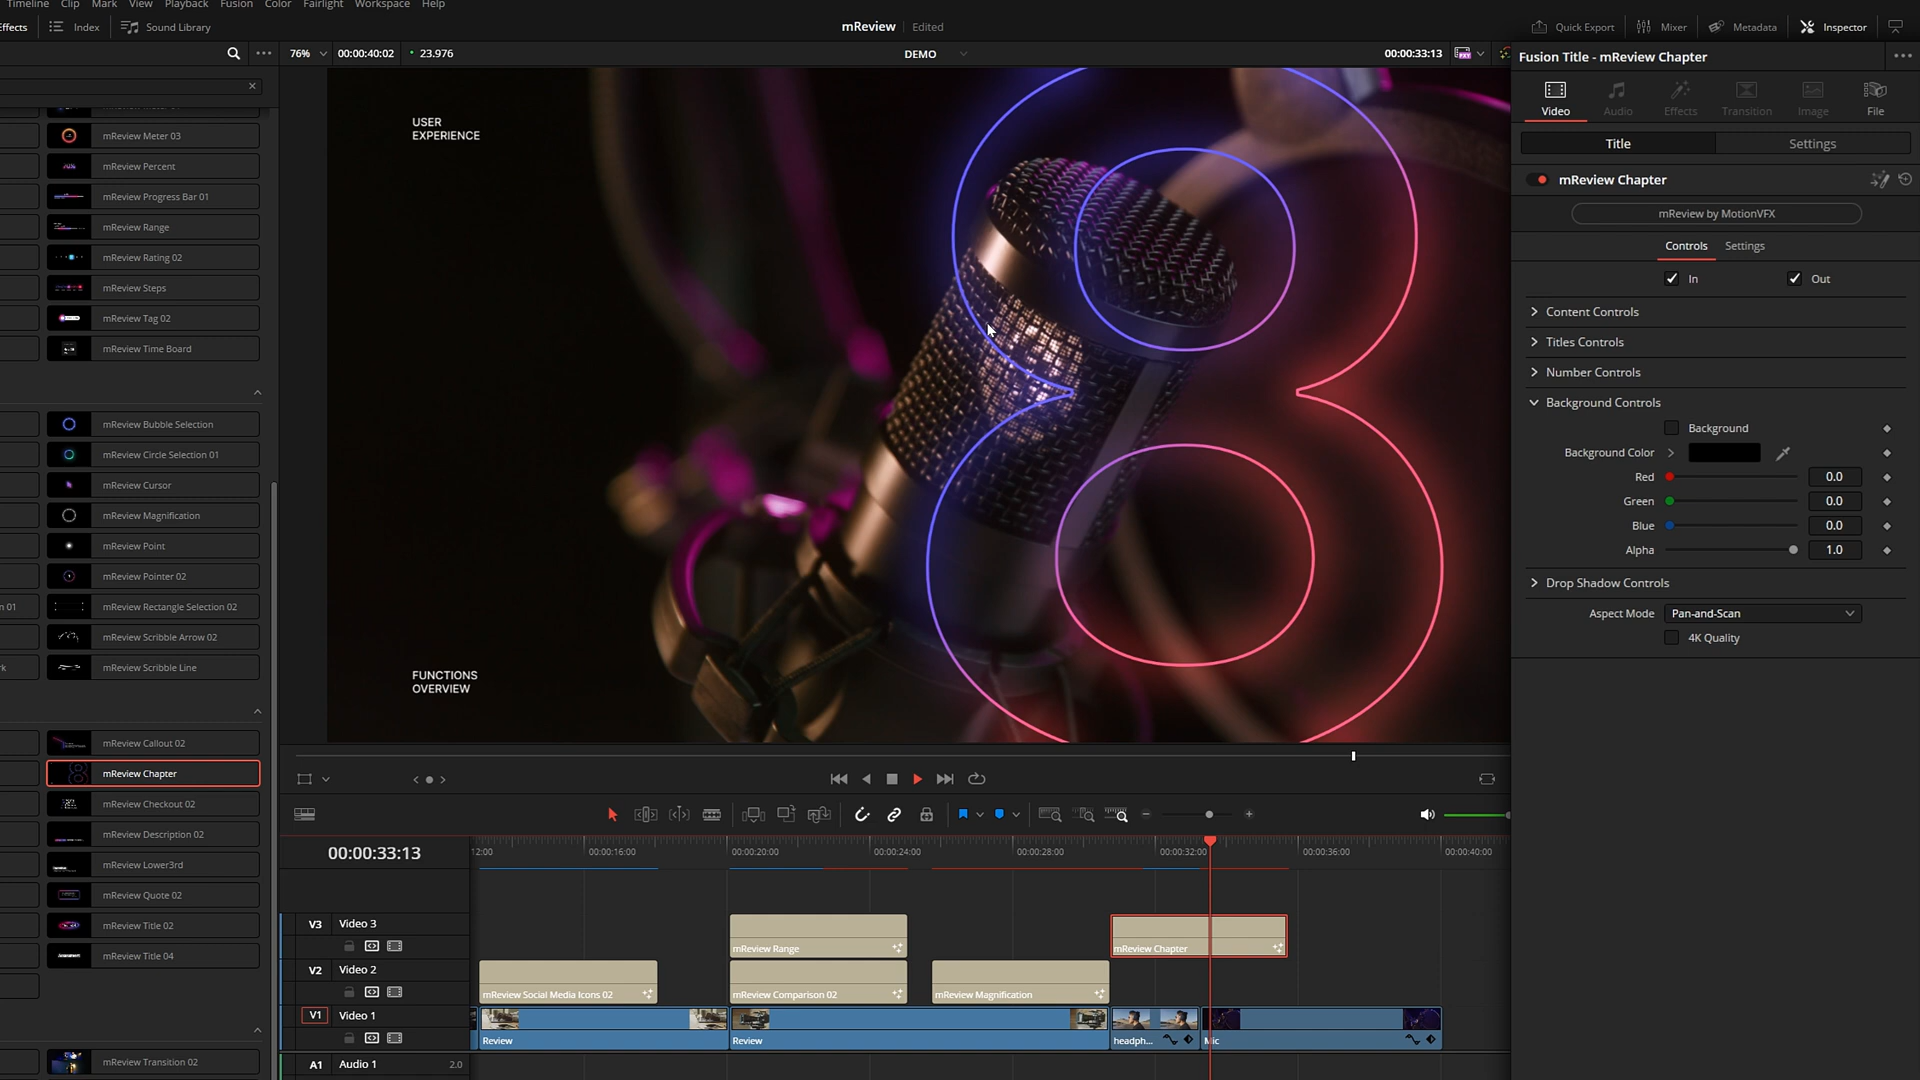 Timeline Clip Mark View Playback Fusion Color Fairlight Workspace Help
ffects Index Sound Library mReview Edited Quick Export Mixer Metadata Inspector
76% 00:00:40:02 23.976 DEMO 00:00:33:13
Fusion Title - mReview Chapter
Video Audio Effects Transition Image File
Title Settings
mReview Chapter
mReview by MotionVFX
Controls Settings
In Out
Content Controls
Titles Controls
Number Controls
Background Controls
Background
Background Color
Red 0.0
Green 0.0
Blue 0.0
Alpha 1.0
Drop Shadow Controls
Aspect Mode Pan-and-Scan
4K Quality
mReview Meter 03
mReview Percent
mReview Progress Bar 01
mReview Range
mReview Rating 02
mReview Steps
mReview Tag 02
mReview Time Board
mReview Bubble Selection
mReview Circle Selection 01
mReview Cursor
mReview Magnification
mReview Point
mReview Pointer 02
n 01 mReview Rectangle Selection 02
mReview Scribble Arrow 02
rk mReview Scribble Line
mReview Callout 02
mReview Chapter
mReview Checkout 02
mReview Description 02
mReview Lower3rd
mReview Quote 02
mReview Title 02
mReview Title 04
mReview Transition 02
USER
EXPERIENCE
8
FUNCTIONS
OVERVIEW
00:00:33:13
12:00 00:00:16:00 00:00:20:00 00:00:24:00 00:00:28:00 00:00:32:00 00:00:36:00 00:00:40:00
V3 Video 3
mReview Range mReview Chapter
V2 Video 2
mReview Social Media Icons 02 mReview Comparison 02 mReview Magnification
V1 Video 1
Review Review headph... Mic
A1 Audio 1 2.0